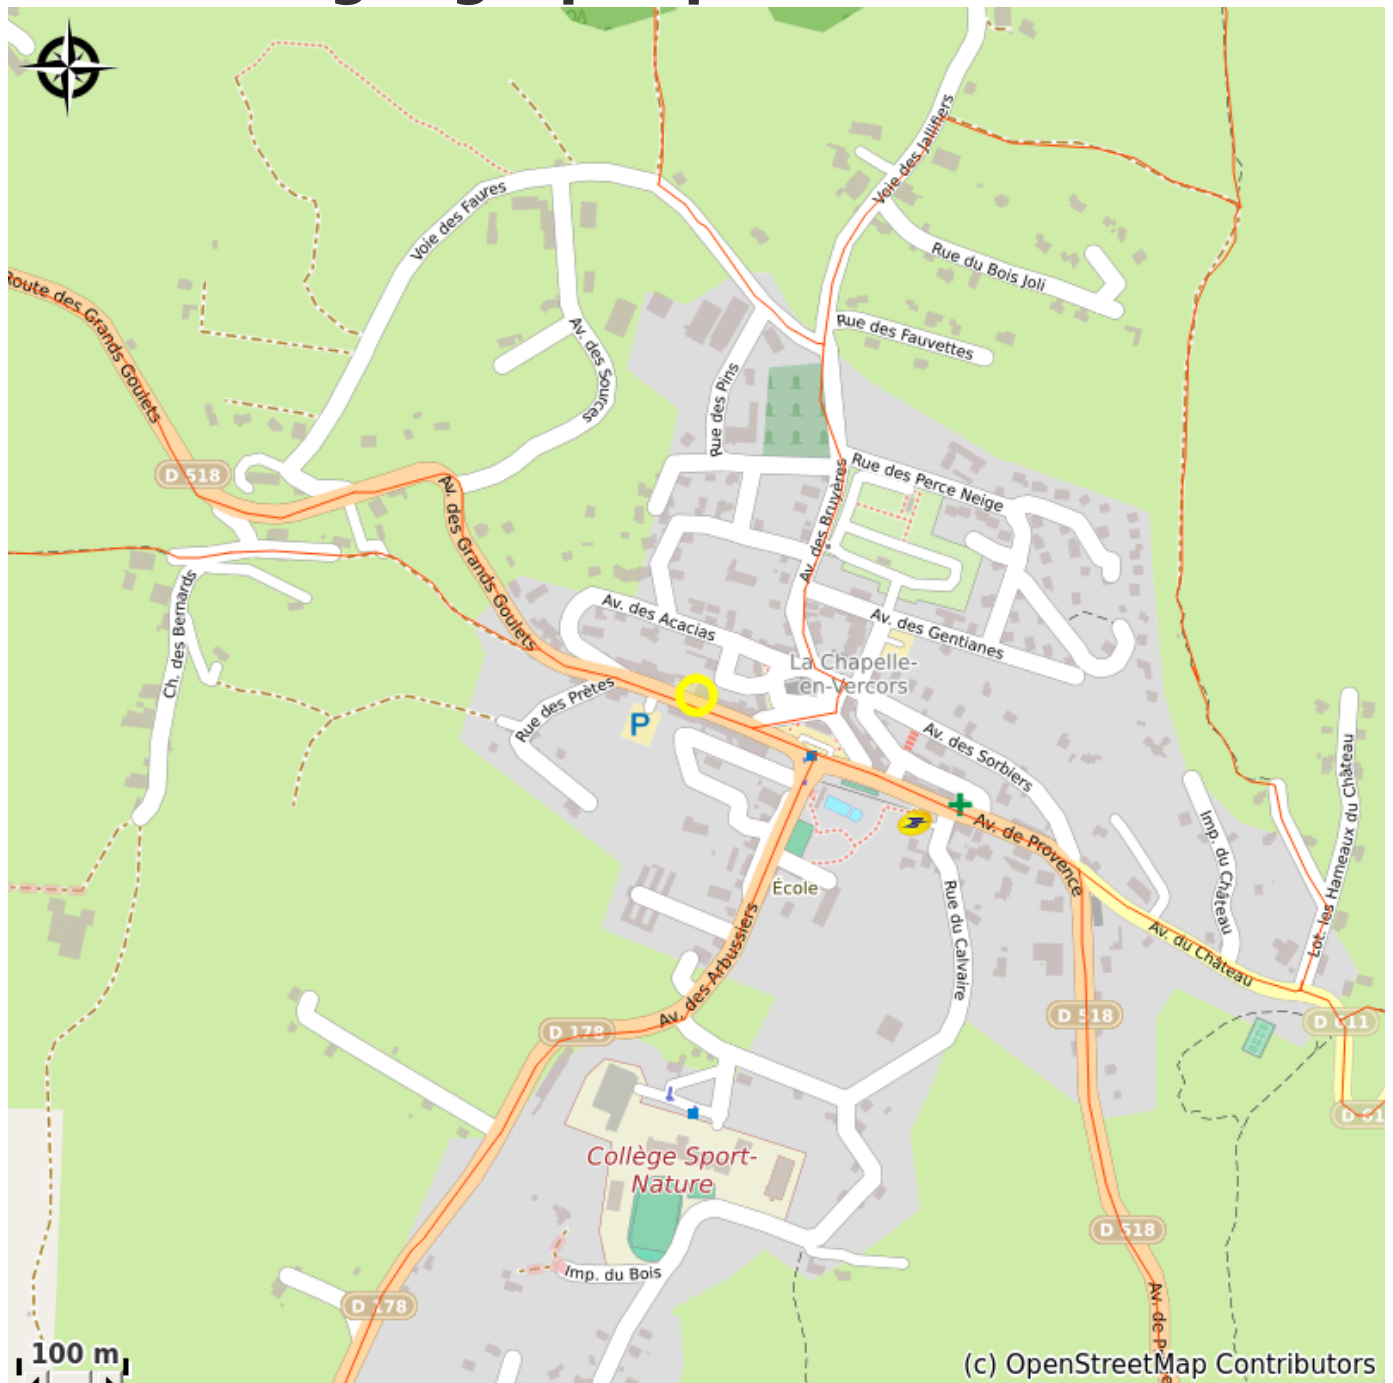 Voie des Jallifiers
Voie des Faures
Rue du Bois Joli
Route des Grands Goulets
Rue des Fauvettes
Av. des Sources
Rue des Pins
D 518
Rue des Perce Neige
Av. des Grands Goulets
Av. des Bruyères
Ch. des Bernards
Av. des Acacias
Av. des Gentianes
La Chapelle-
en-Vercors
Rue des Prêtes
P
Av. des Sorbiers
Lot. les Hameaux du Château
Imp. du Château
Av. de Provence
École
Rue du Calvaire
Av. des Arbussiers
Av. du Château
D 518
D 178
Collège Sport-
Nature
D 518
Imp. du Bois
D 178
100 m
(c) OpenStreetMap Contributors